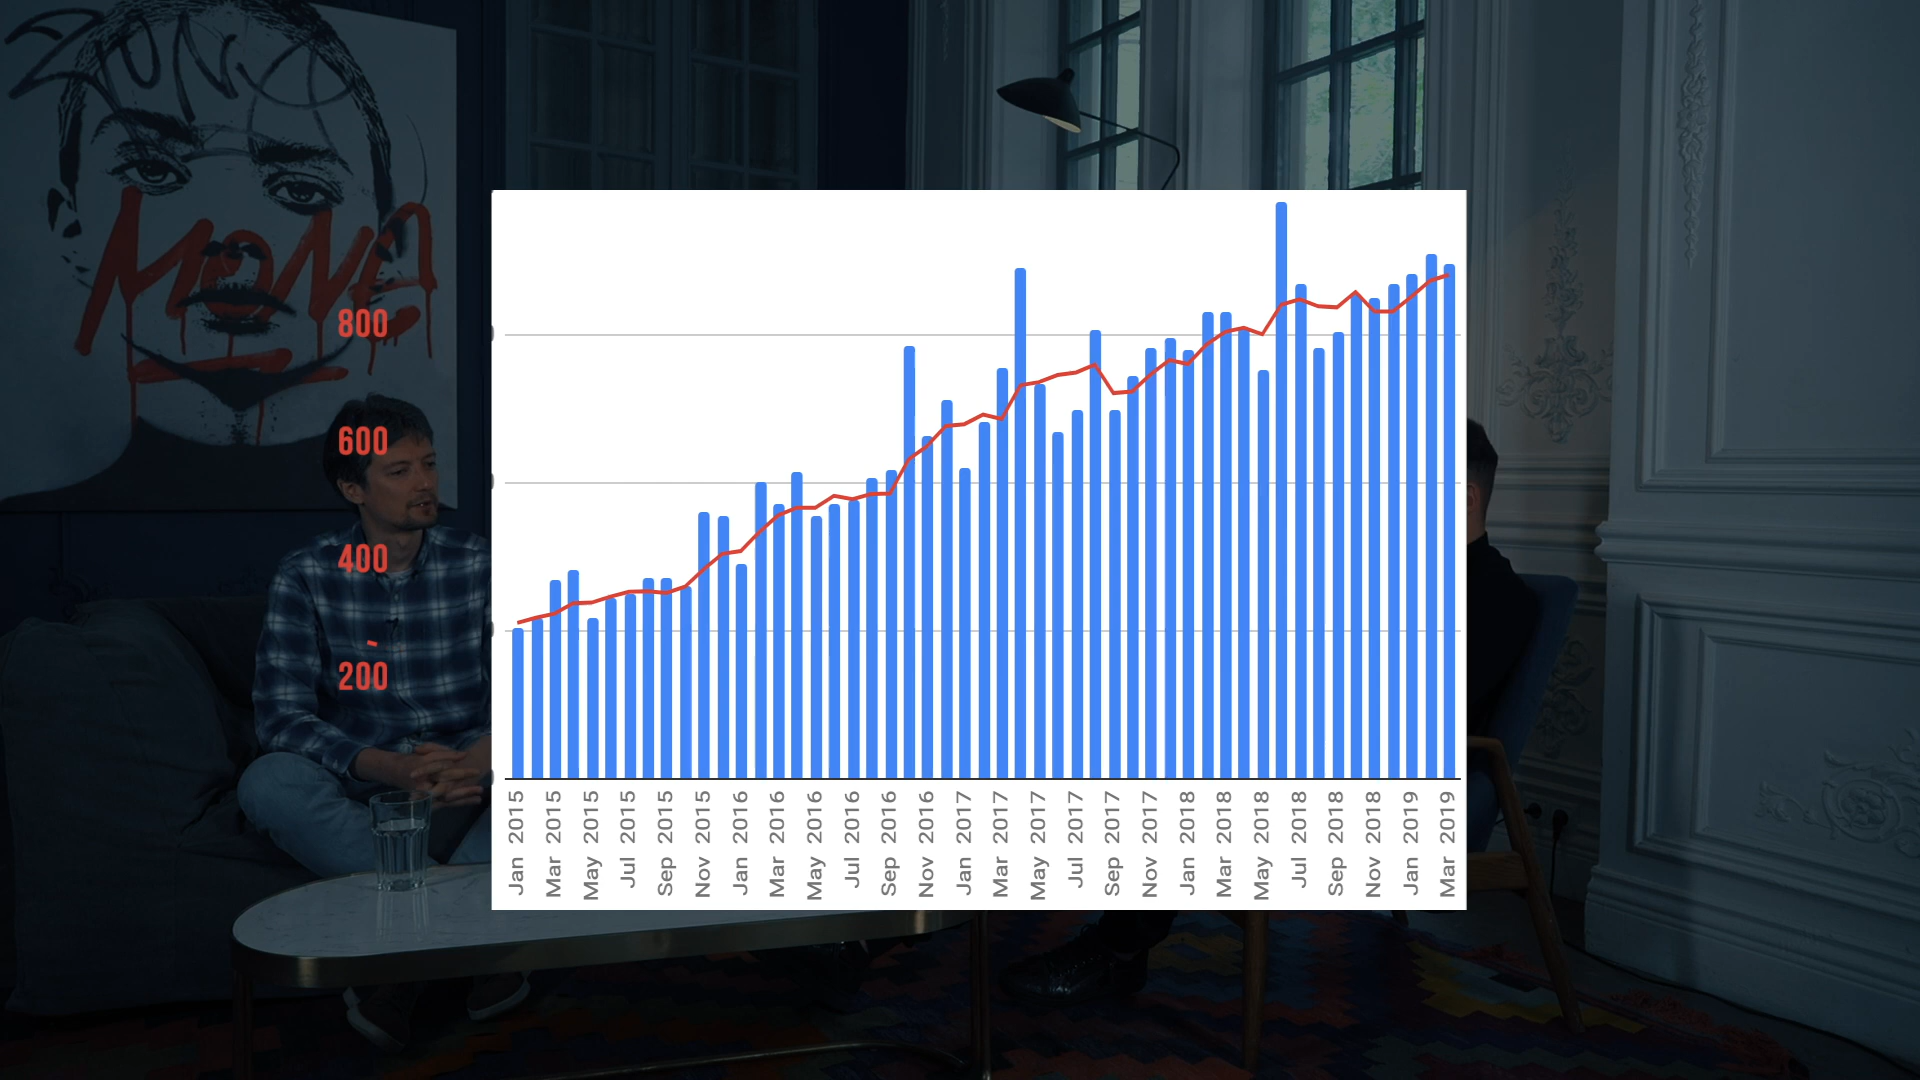 MONA
800
600
400
-
200
Jan 2015
Mar 2015
May 2015
Jul 2015
Sep 2015
Nov 2015
Jan 2016
Mar 2016
May 2016
Jul 2016
Sep 2016
Nov 2016
Jan 2017
Mar 2017
May 2017
Jul 2017
Sep 2017
Nov 2017
Jan 2018
Mar 2018
May 2018
Jul 2018
Sep 2018
Nov 2018
Jan 2019
Mar 2019